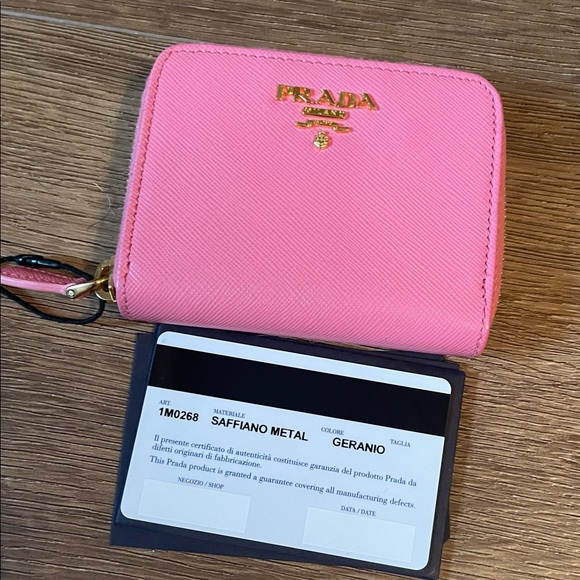 PRADA
MILANO
ART. MATERIALE COLORE TAGLIA
1M0268 SAFFIANO METAL GERANIO
Il presente certificato di autenticità costituisce garanzia del prodotto Prada da
difetti originari di fabbricazione.
This Prada product is granted a guarantee covering all manufacturing defects.
NEGOZIO / SHOP DATA / DATE